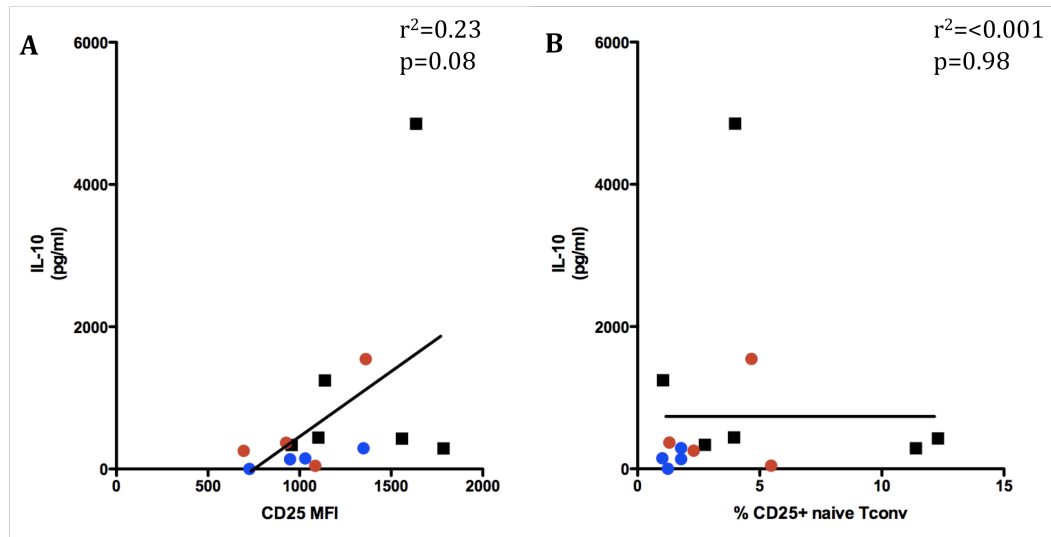 A
r²=0.23
p=0.08
6000
4000
2000
0
IL-10
(pg/ml)
0
500
1000
1500
2000
CD25 MFI
B
r²=<0.001
p=0.98
6000
4000
2000
0
IL-10
(pg/ml)
0
5
10
15
% CD25+ naive Tconv